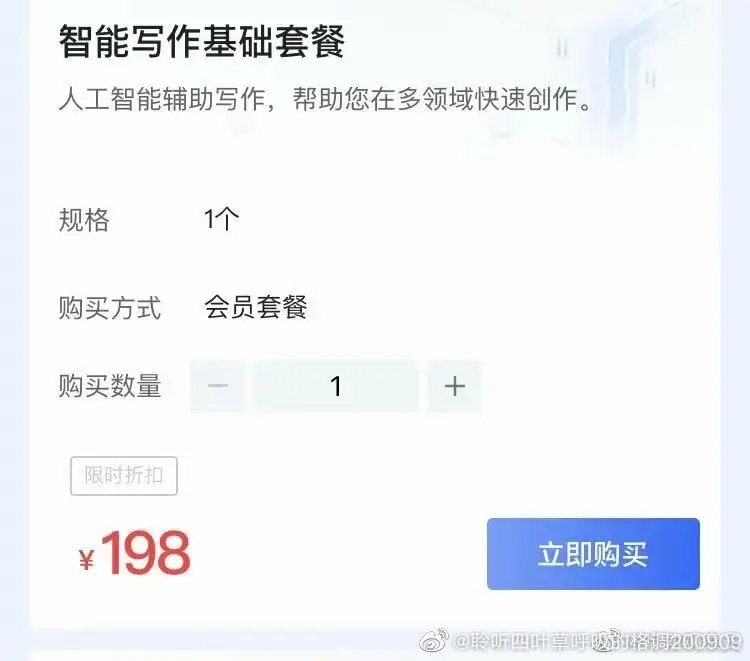 智能写作基础套餐
人工智能辅助写作，帮助您在多领域快速创作。
规格 1个
购买方式 会员套餐
购买数量 － 1 +
限时折扣
¥198
立即购买
@聆听四叶草呼吸的格调200909